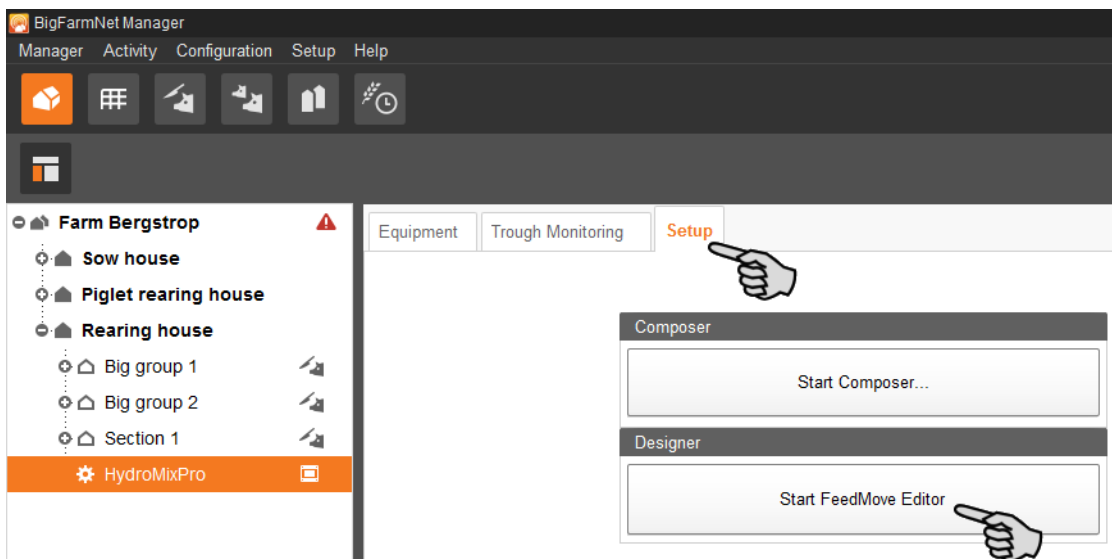 BigFarmNet Manager
Manager Activity Configuration Setup Help
Farm Bergstrop
Sow house
Piglet rearing house
Rearing house
Big group 1
Big group 2
Section 1
HydroMixPro
Equipment Trough Monitoring Setup
Composer
Start Composer...
Designer
Start FeedMove Editor